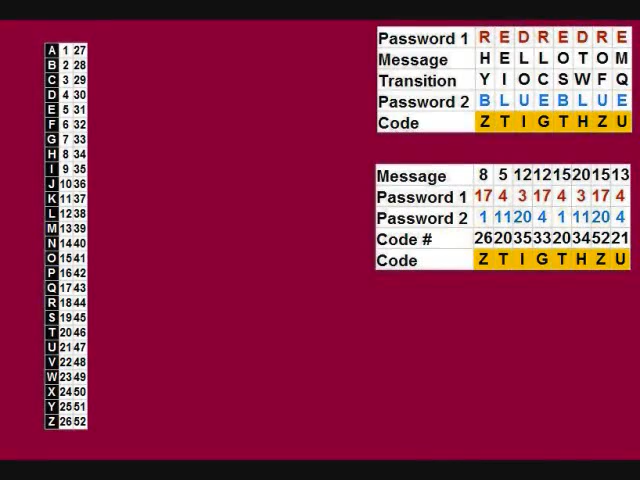 A 1 27
B 2 28
C 3 29
D 4 30
E 5 31
F 6 32
G 7 33
H 8 34
I 9 35
J 10 36
K 11 37
L 12 38
M 13 39
N 14 40
O 15 41
P 16 42
Q 17 43
R 18 44
S 19 45
T 20 46
U 21 47
V 22 48
W 23 49
X 24 50
Y 25 51
Z 26 52
Password 1 R E D R E D R E
Message H E L L O T O M
Transition Y I O C S W F Q
Password 2 B L U E B L U E
Code Z T I G T H Z U
Message 8 5 12 12 15 20 15 13
Password 1 17 4 3 17 4 3 17 4
Password 2 1 11 20 4 1 11 20 4
Code # 26 20 35 33 20 34 52 21
Code Z T I G T H Z U